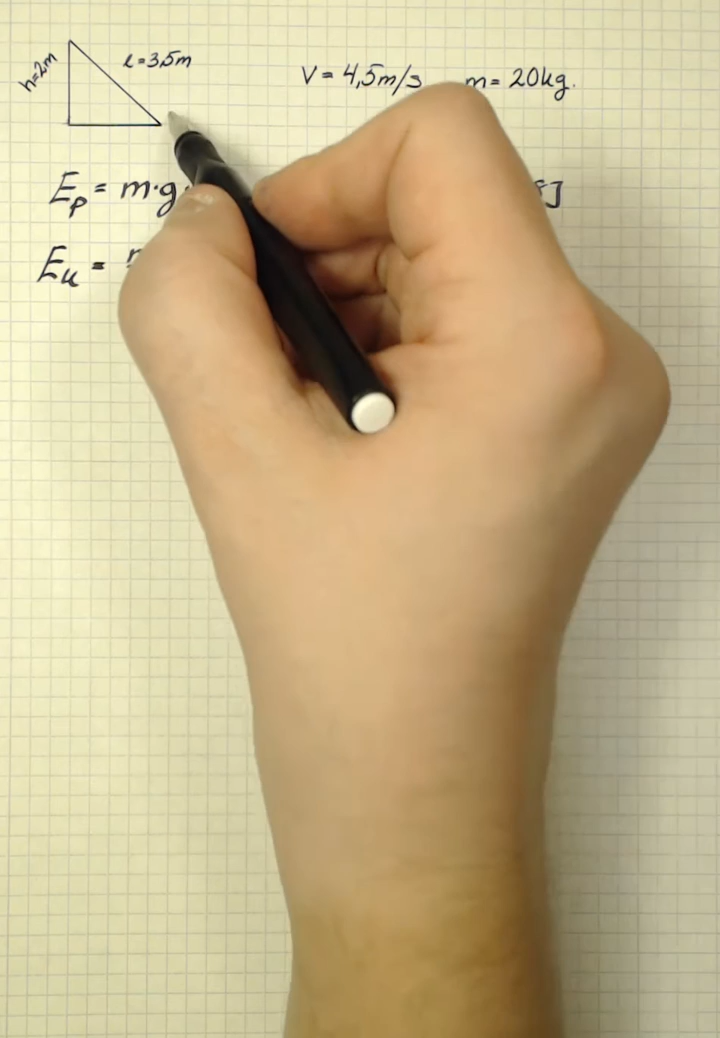 h=2m
l=3,5m
V = 4,5m/s m= 20kg.
Ep = m·g
Ek =